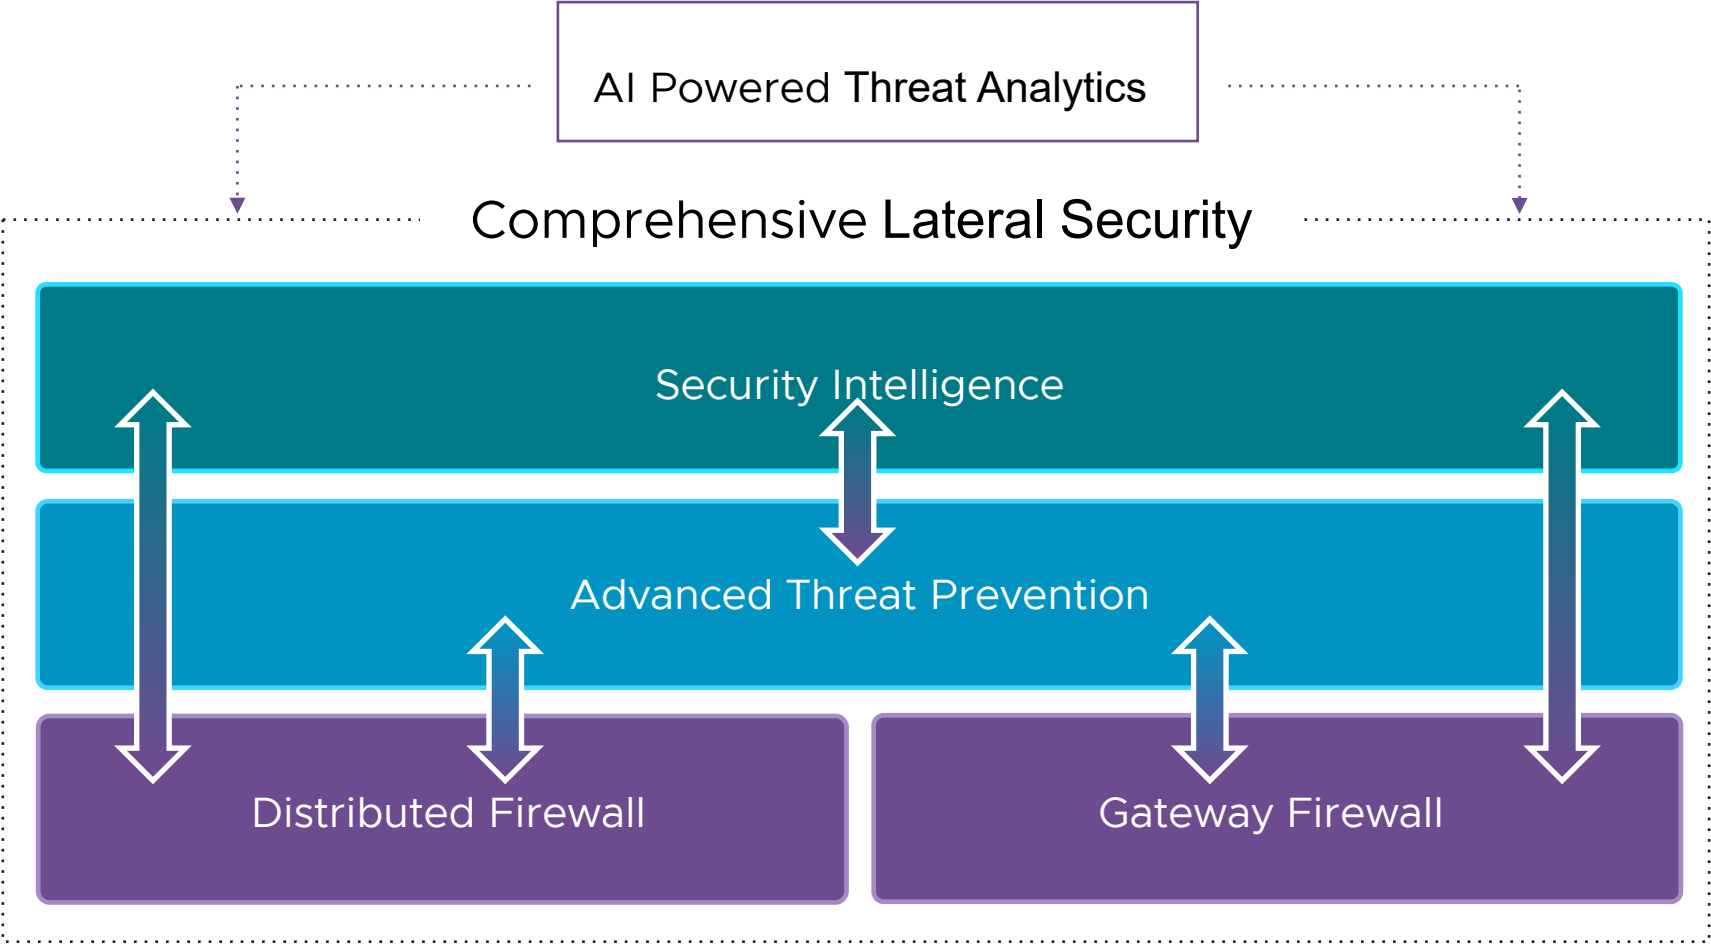 AI Powered Threat Analytics
Comprehensive Lateral Security
Security Intelligence
Advanced Threat Prevention
Distributed Firewall
Gateway Firewall